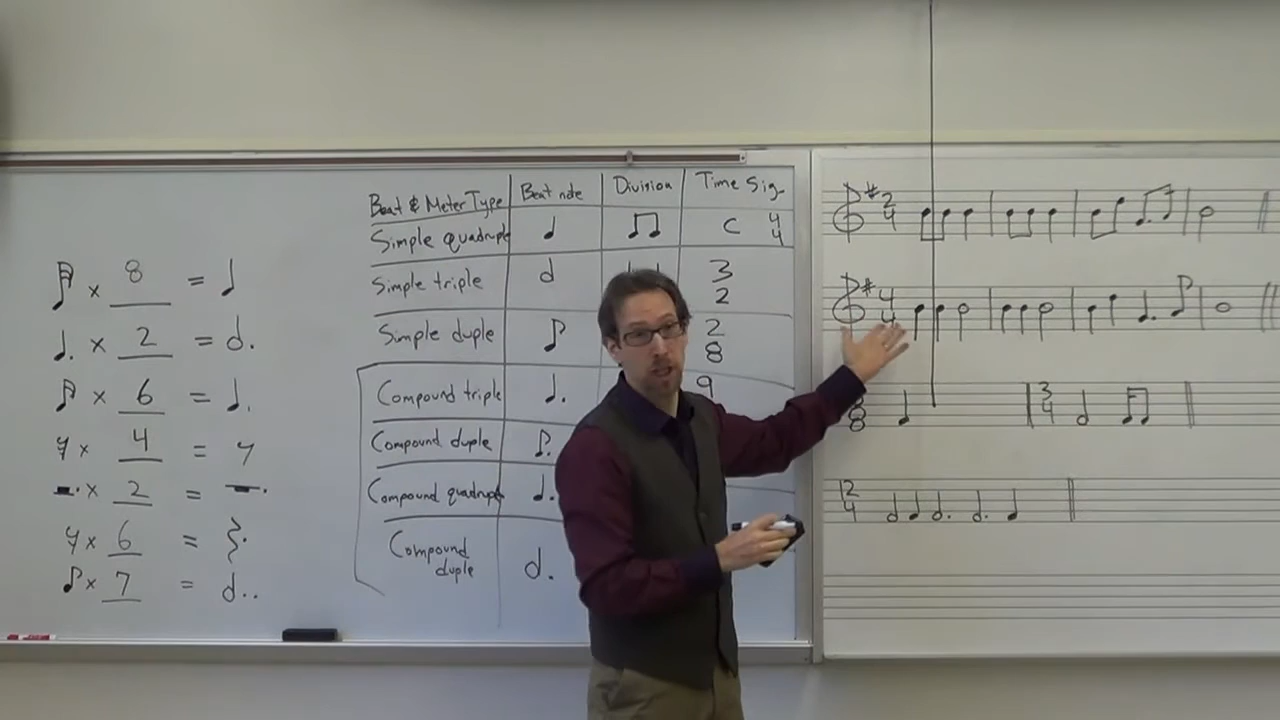 𝅘𝅥𝅱 × 8 = ♩
♩. × 2 = 𝅗𝅥.
𝅘𝅥𝅯 × 6 = ♩.
𝄿 × 4 = 𝄾
𝄻. × 2 = 𝄻.
𝄿 × 6 = 𝄽.
♪ × 7 = 𝅗𝅥..
Beat & Meter Type Beat note Division Time Sig.
Simple quadruple ♩ ♫ C 4/4
Simple triple 𝅗𝅥 3/2
Simple duple ♪ 2/8
Compound triple ♩. 9
Compound duple ♪.
Compound quadruple ♩.
Compound
duple 𝅗𝅥.
# 2/4
# 4/4
8 3/4
12/4